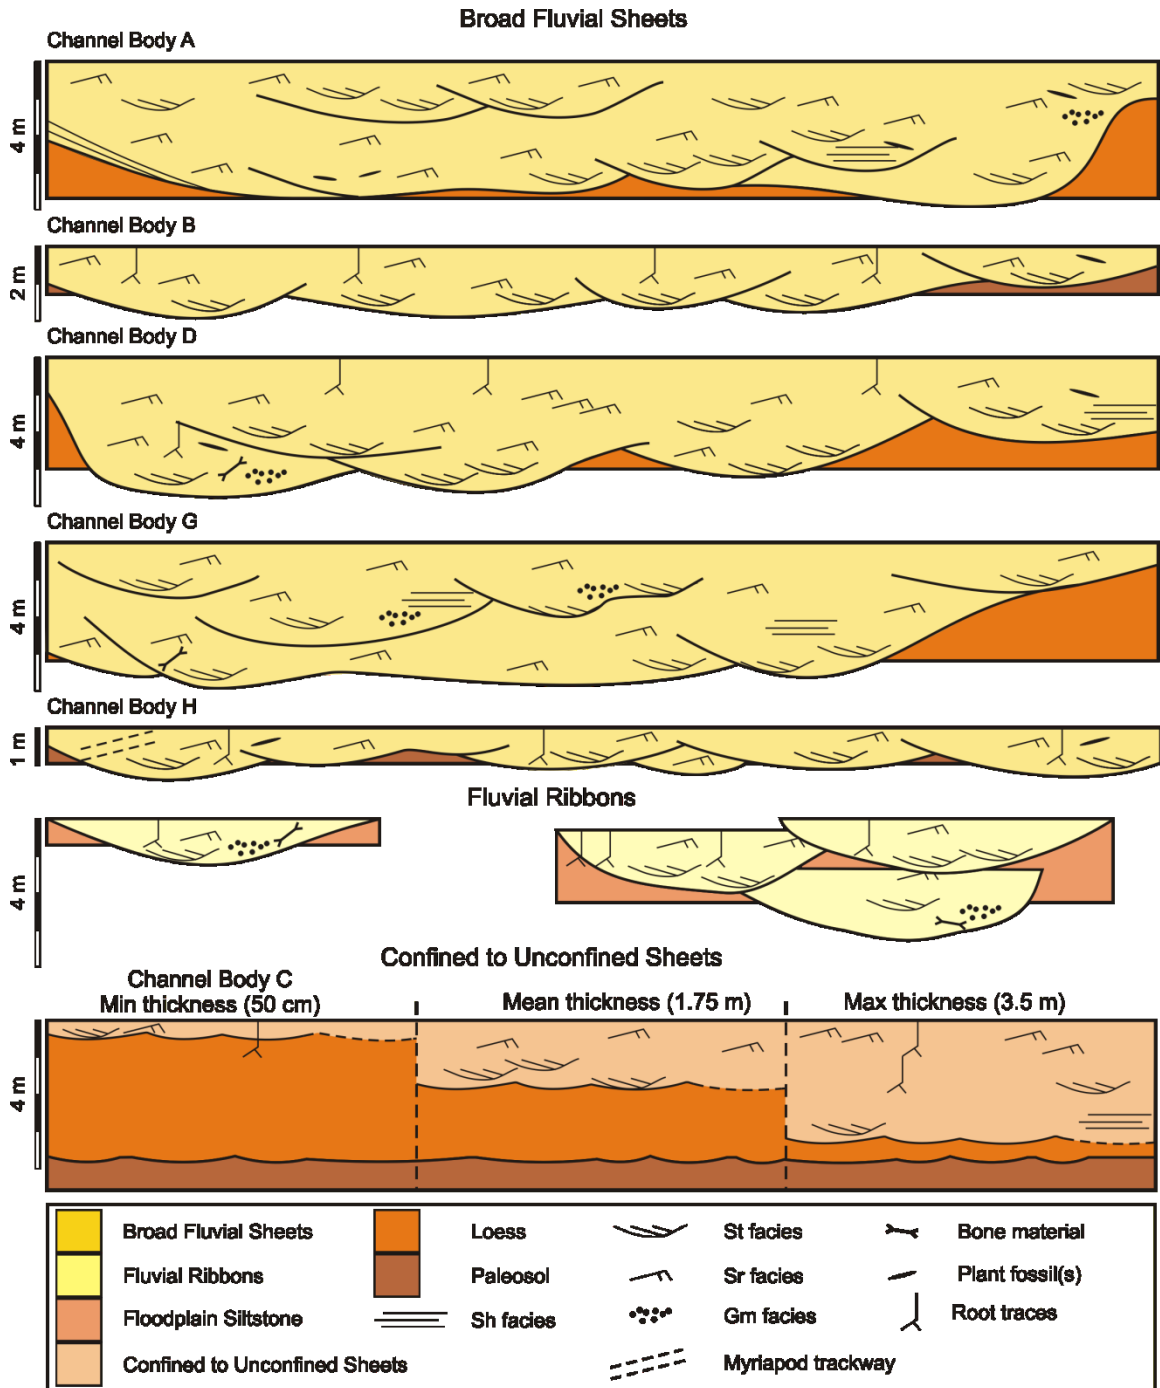 Broad Fluvial Sheets
Channel Body A
4 m
Channel Body B
2 m
Channel Body D
4 m
Channel Body G
4 m
Channel Body H
1 m
Fluvial Ribbons
4 m
Confined to Unconfined Sheets
Channel Body C
Min thickness (50 cm)
Mean thickness (1.75 m)
Max thickness (3.5 m)
4 m
Broad Fluvial Sheets
Loess
St facies
Bone material
Fluvial Ribbons
Paleosol
Sr facies
Plant fossil(s)
Floodplain Siltstone
Sh facies
Gm facies
Root traces
Confined to Unconfined Sheets
Myriapod trackway